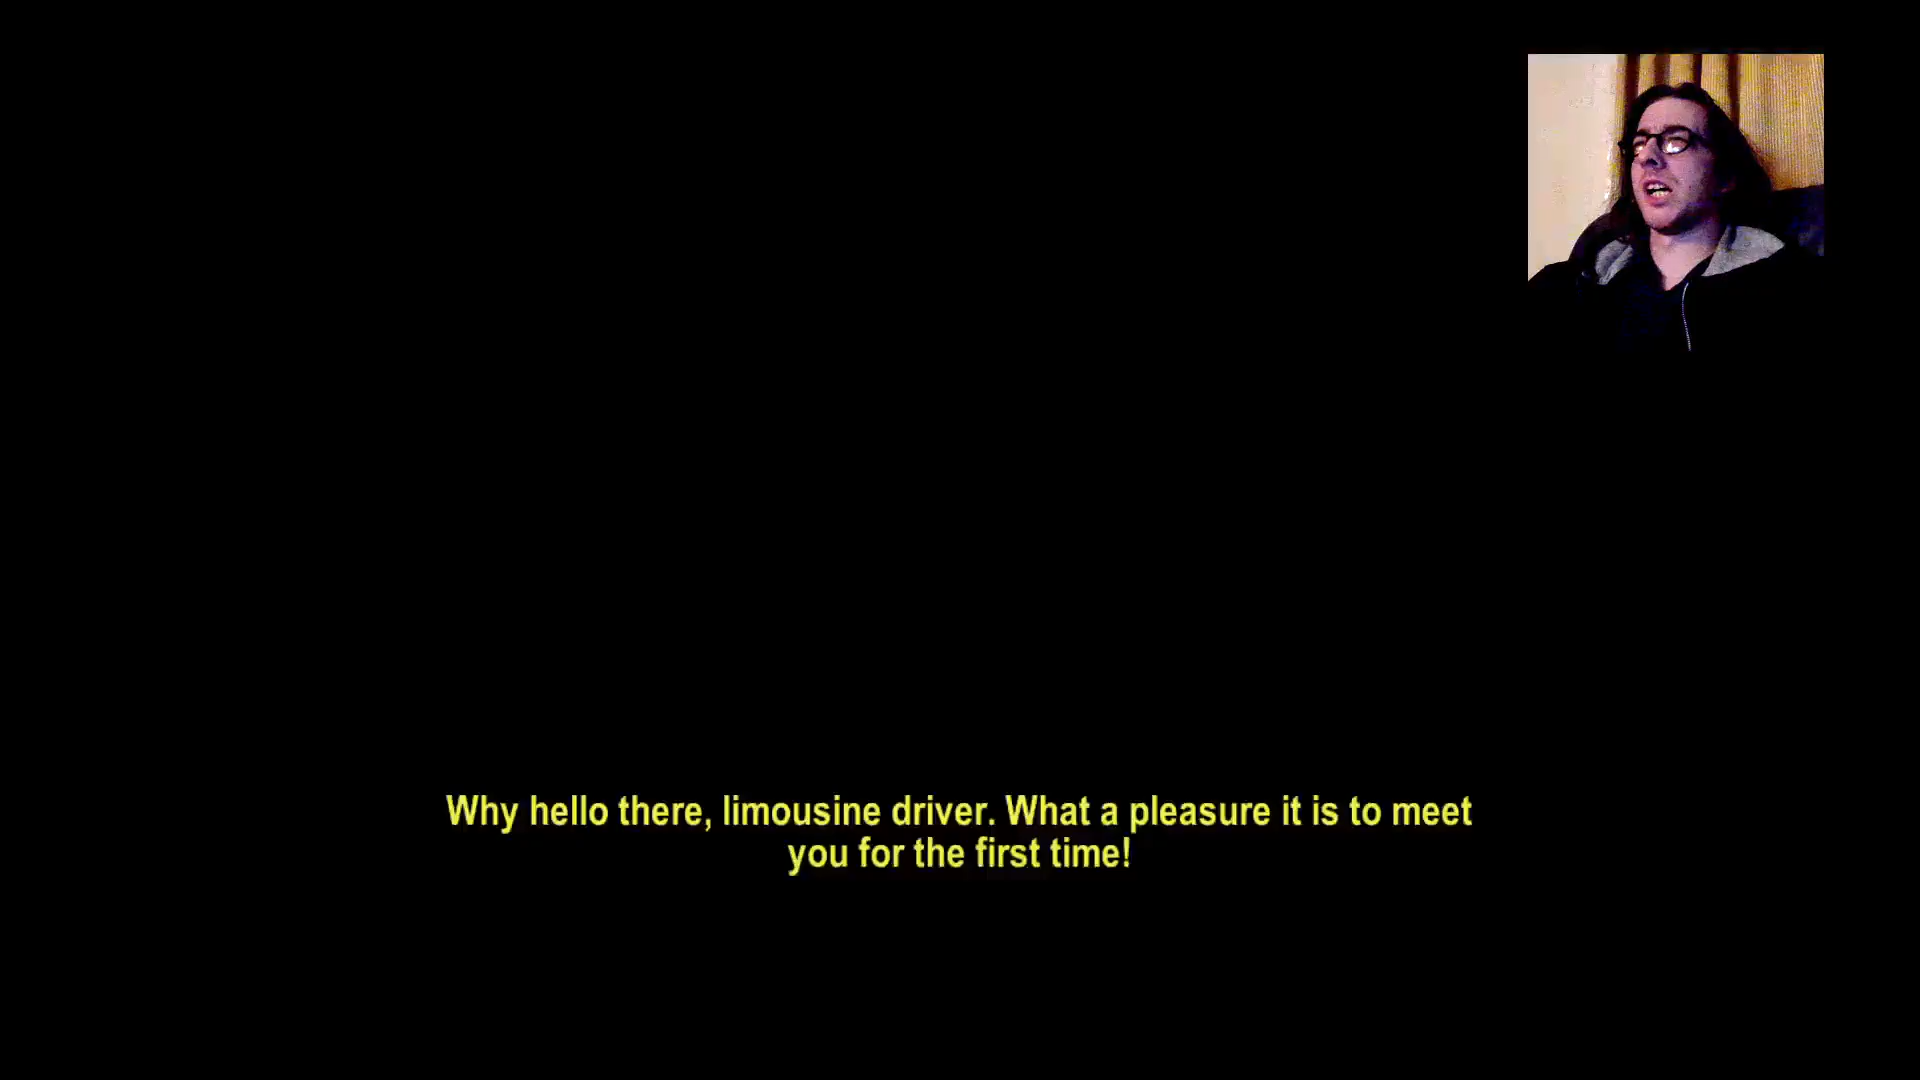 Why hello there, limousine driver. What a pleasure it is to meet
you for the first time!